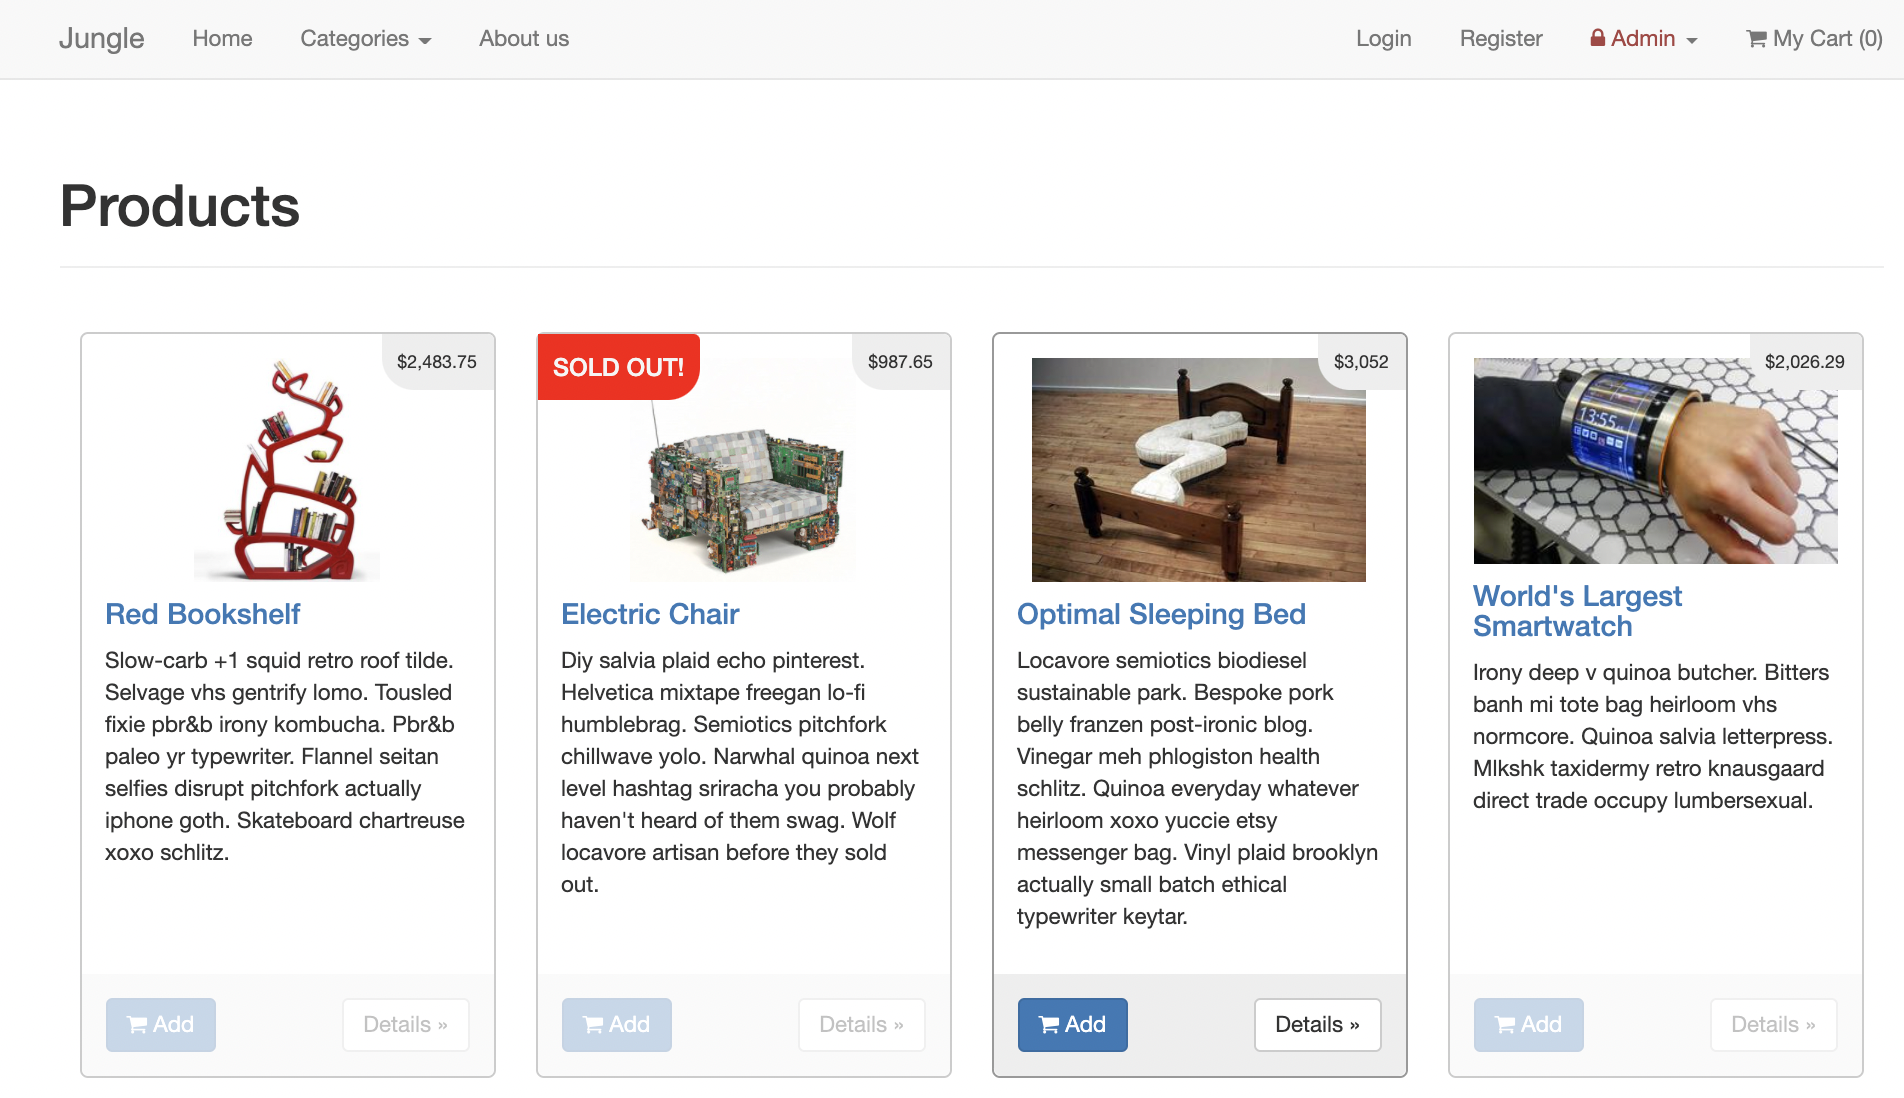 Jungle Home Categories About us Login Register Admin My Cart (0)
Products
$2,483.75
Red Bookshelf
Slow-carb +1 squid retro roof tilde.
Selvage vhs gentrify lomo. Tousled
fixie pbr&b irony kombucha. Pbr&b
paleo yr typewriter. Flannel seitan
selfies disrupt pitchfork actually
iphone goth. Skateboard chartreuse
xoxo schlitz.
Add Details »
SOLD OUT! $987.65
Electric Chair
Diy salvia plaid echo pinterest.
Helvetica mixtape freegan lo-fi
humblebrag. Semiotics pitchfork
chillwave yolo. Narwhal quinoa next
level hashtag sriracha you probably
haven't heard of them swag. Wolf
locavore artisan before they sold
out.
Add Details »
$3,052
Optimal Sleeping Bed
Locavore semiotics biodiesel
sustainable park. Bespoke pork
belly franzen post-ironic blog.
Vinegar meh phlogiston health
schlitz. Quinoa everyday whatever
heirloom xoxo yuccie etsy
messenger bag. Vinyl plaid brooklyn
actually small batch ethical
typewriter keytar.
Add Details »
$2,026.29
13:55
World's Largest
Smartwatch
Irony deep v quinoa butcher. Bitters
banh mi tote bag heirloom vhs
normcore. Quinoa salvia letterpress.
Mlkshk taxidermy retro knausgaard
direct trade occupy lumbersexual.
Add Details »